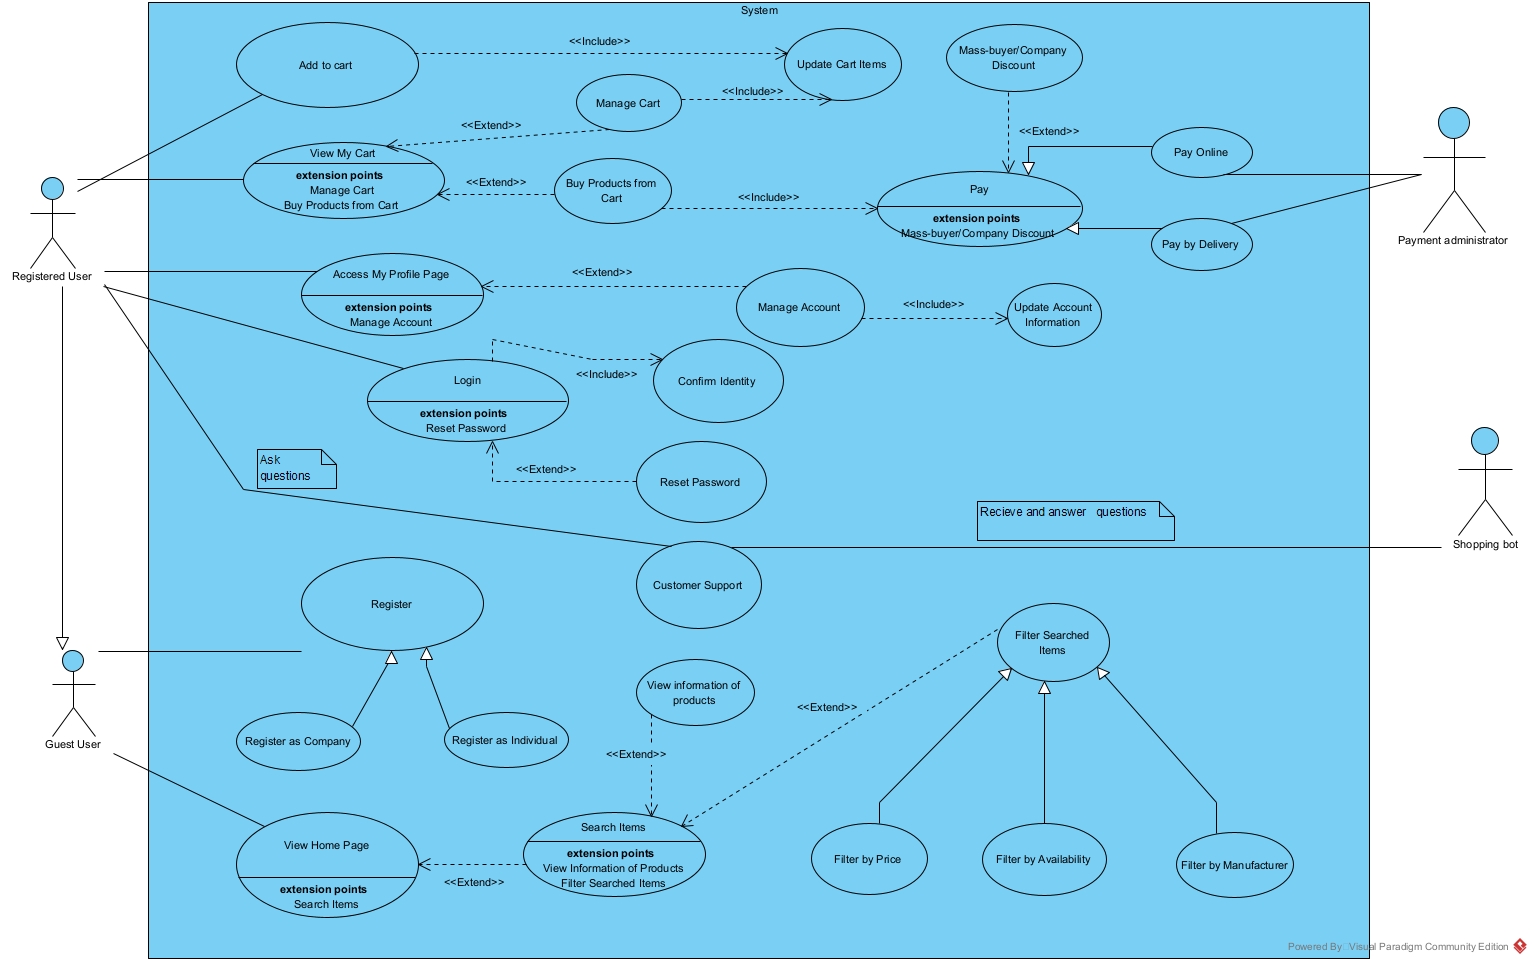 System
<<Include>>
Add to cart
Update Cart Items
Mass-buyer/Company
Discount
Manage Cart
<<Include>>
<<Extend>>
<<Extend>>
View My Cart
extension points
Manage Cart
Buy Products from Cart
<<Extend>>
Buy Products from
Cart
<<Include>>
Pay
extension points
Mass-buyer/Company Discount
Pay Online
Pay by Delivery
Payment administrator
Registered User
Access My Profile Page
extension points
Manage Account
<<Extend>>
Manage Account
<<Include>>
Update Account
Information
Login
extension points
Reset Password
<<Include>>
Confirm Identity
<<Extend>>
Reset Password
Ask
questions
Recieve and answer questions
Shopping bot
Customer Support
Register
Register as Company
Register as Individual
Guest User
View information of
products
<<Extend>>
Filter Searched
Items
<<Extend>>
Search Items
extension points
View Information of Products
Filter Searched Items
<<Extend>>
View Home Page
extension points
Search Items
Filter by Price
Filter by Availability
Filter by Manufacturer
Powered By Visual Paradigm Community Edition